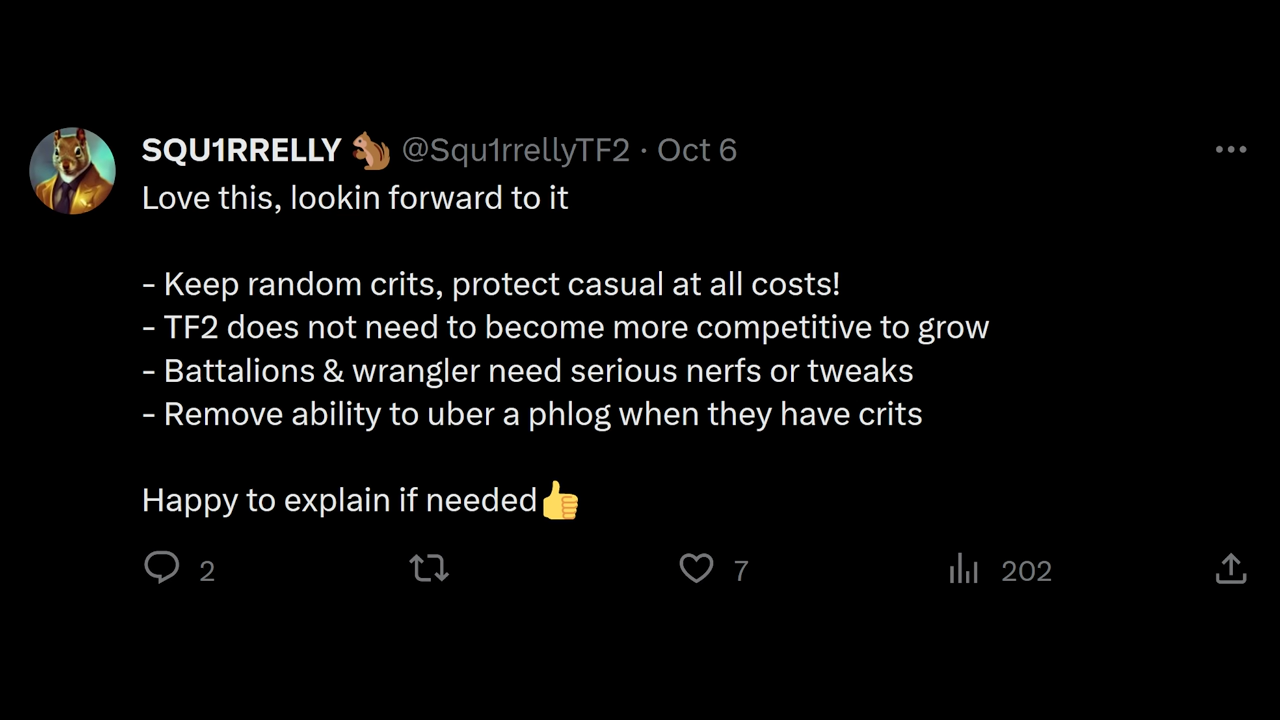 SQU1RRELLY 🐿️ @Squ1rrellyTF2 · Oct 6
Love this, lookin forward to it
- Keep random crits, protect casual at all costs!
- TF2 does not need to become more competitive to grow
- Battalions & wrangler need serious nerfs or tweaks
- Remove ability to uber a phlog when they have crits
Happy to explain if needed👍
2 7 202